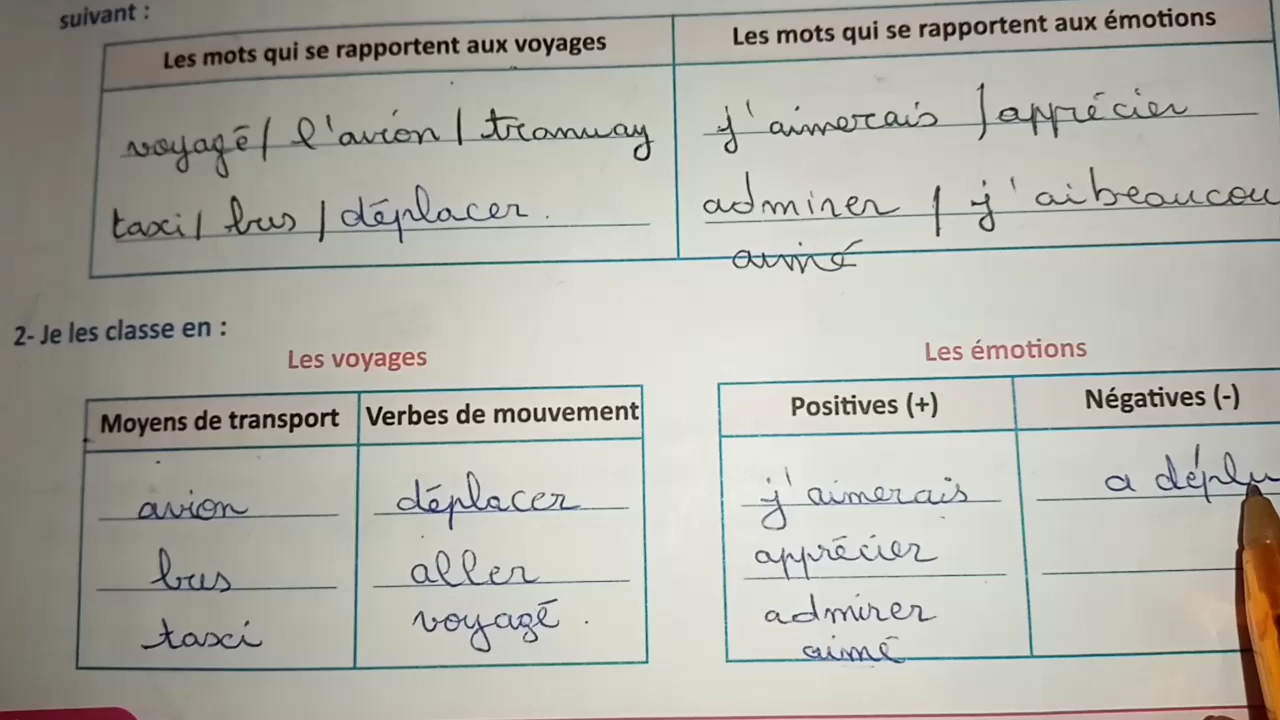 suivant :
Les mots qui se rapportent aux voyages
Les mots qui se rapportent aux émotions
voyagé / l'avion / tramway
taxi / bus / déplacer .
j'aimerais / apprécier
admirer / j'ai beaucou
aimé
2- Je les classe en :
Les voyages
Moyens de transport
Verbes de mouvement
avion
déplacer
bus
aller
taxi
voyagé .
Les émotions
Positives (+)
Négatives (-)
j'aimerais
a déplu
apprécier
admirer
aimé